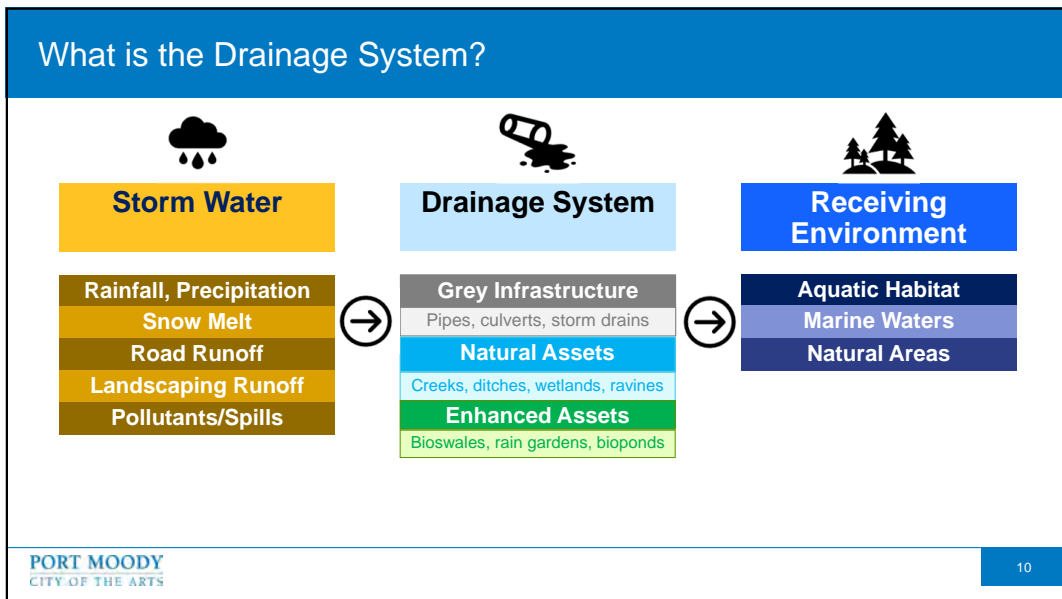 What is the Drainage System?
Storm Water
Rainfall, Precipitation
Snow Melt
Road Runoff
Landscaping Runoff
Pollutants/Spills
Drainage System
Grey Infrastructure
Pipes, culverts, storm drains
Natural Assets
Creeks, ditches, wetlands, ravines
Enhanced Assets
Bioswales, rain gardens, bioponds
Receiving
Environment
Aquatic Habitat
Marine Waters
Natural Areas
PORT MOODY
CITY OF THE ARTS
10